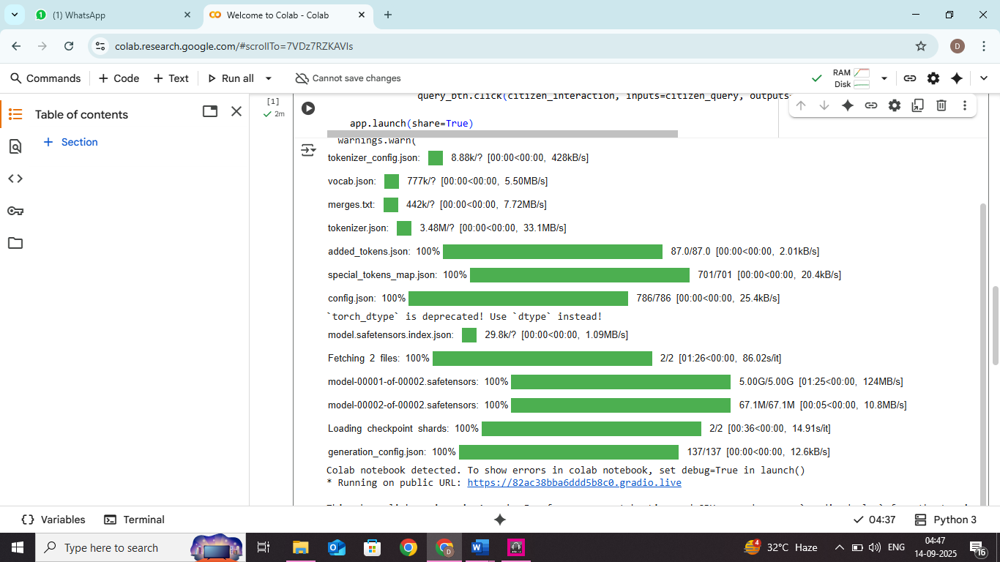 (1) WhatsApp
Welcome to Colab - Colab
colab.research.google.com/#scrollTo=7VDz7RZKAVIs
D
Commands + Code + Text Run all Cannot save changes RAM Disk
Table of contents
+ Section
[1]
2m
query_btn.click(citizen_interaction, inputs=citizen_query, outputs
app.launch(share=True)
warnings.warn(
tokenizer_config.json: 8.88k/? [00:00<00:00, 428kB/s]
vocab.json: 777k/? [00:00<00:00, 5.50MB/s]
merges.txt: 442k/? [00:00<00:00, 7.72MB/s]
tokenizer.json: 3.48M/? [00:00<00:00, 33.1MB/s]
added_tokens.json: 100% 87.0/87.0 [00:00<00:00, 2.01kB/s]
special_tokens_map.json: 100% 701/701 [00:00<00:00, 20.4kB/s]
config.json: 100% 786/786 [00:00<00:00, 25.4kB/s]
`torch_dtype` is deprecated! Use `dtype` instead!
model.safetensors.index.json: 29.8k/? [00:00<00:00, 1.09MB/s]
Fetching 2 files: 100% 2/2 [01:26<00:00, 86.02s/it]
model-00001-of-00002.safetensors: 100% 5.00G/5.00G [01:25<00:00, 124MB/s]
model-00002-of-00002.safetensors: 100% 67.1M/67.1M [00:05<00:00, 10.8MB/s]
Loading checkpoint shards: 100% 2/2 [00:36<00:00, 14.91s/it]
generation_config.json: 100% 137/137 [00:00<00:00, 12.6kB/s]
Colab notebook detected. To show errors in colab notebook, set debug=True in launch()
* Running on public URL: https://82ac38bba6ddd5b8c0.gradio.live
Variables Terminal 04:37 Python 3
Type here to search 32°C Haze ENG 04:47
14-09-2025
16